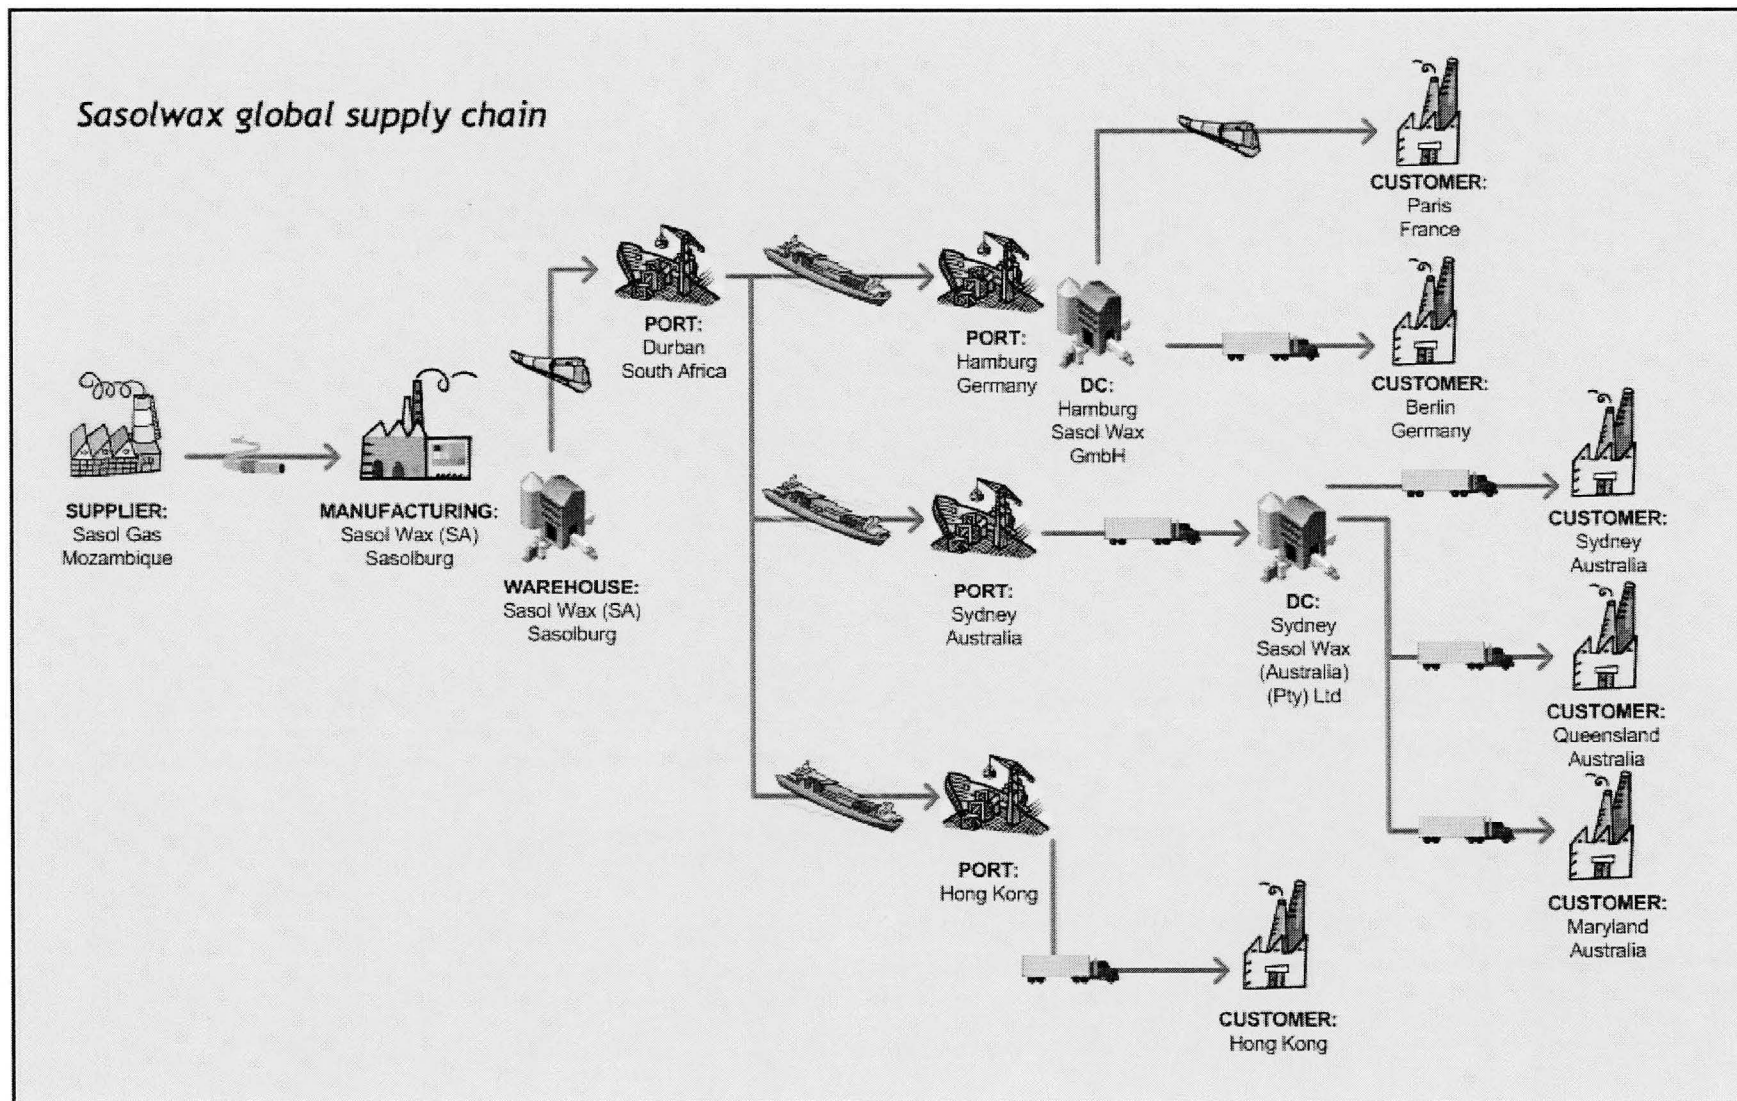 Sasolwax global supply chain
SUPPLIER:
Sasol Gas
Mozambique
MANUFACTURING:
Sasol Wax (SA)
Sasolburg
WAREHOUSE:
Sasol Wax (SA)
Sasolburg
PORT:
Durban
South Africa
PORT:
Hamburg
Germany
DC:
Hamburg
Sasol Wax
GmbH
CUSTOMER:
Paris
France
CUSTOMER:
Berlin
Germany
PORT:
Sydney
Australia
DC:
Sydney
Sasol Wax
(Australia)
(Pty) Ltd
CUSTOMER:
Sydney
Australia
CUSTOMER:
Queensland
Australia
CUSTOMER:
Maryland
Australia
PORT:
Hong Kong
CUSTOMER:
Hong Kong